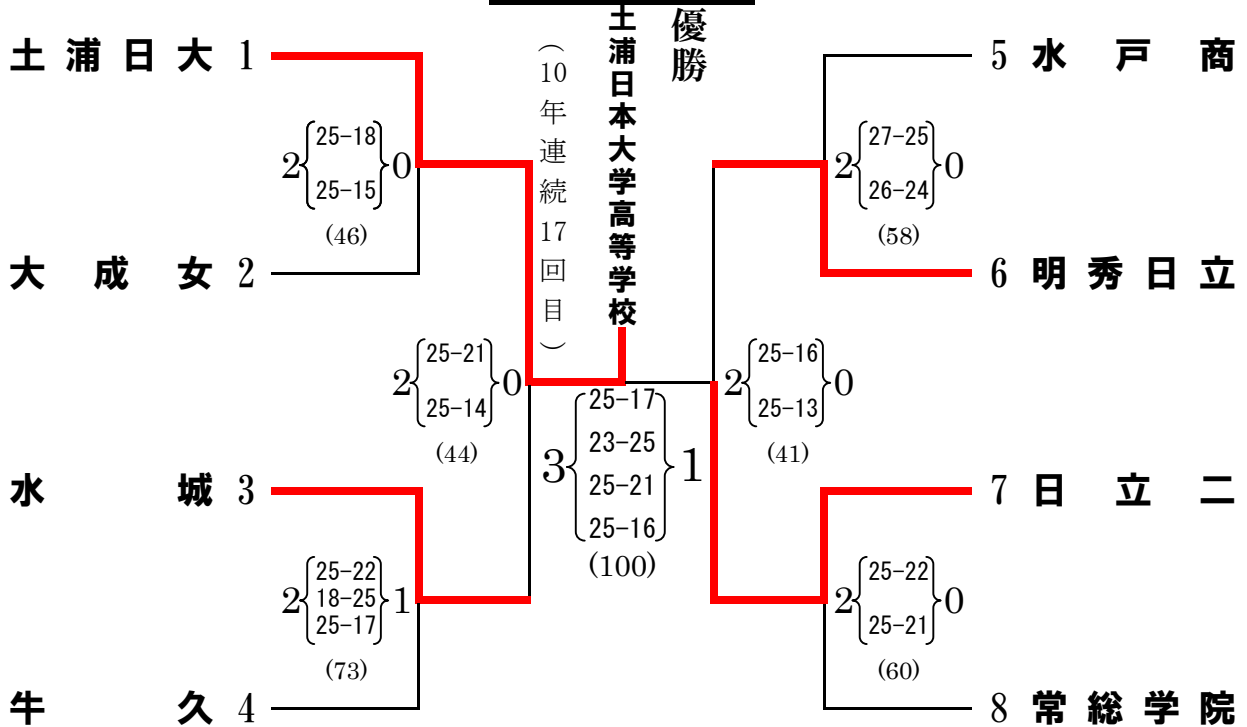 優勝
土浦日本大学高等学校
（10年連続17回目）
土浦日大 1
2 25-18 0
25-15
(46)
大成女 2
2 25-21 0
25-14
(44)
水城 3
2 25-22 1
18-25
25-17
(73)
牛久 4
3 25-17 1
23-25
25-21
25-16
(100)
5 水戸商
2 27-25 0
26-24
(58)
6 明秀日立
2 25-16 0
25-13
(41)
7 日立二
2 25-22 0
25-21
(60)
8 常総学院